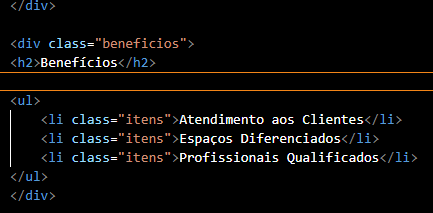 </div>
<div class="beneficios">
<h2>Benefícios</h2>
<ul>
<li class="itens">Atendimento aos Clientes</li>
<li class="itens">Espaços Diferenciados</li>
<li class="itens">Profissionais Qualificados</li>
</ul>
</div>